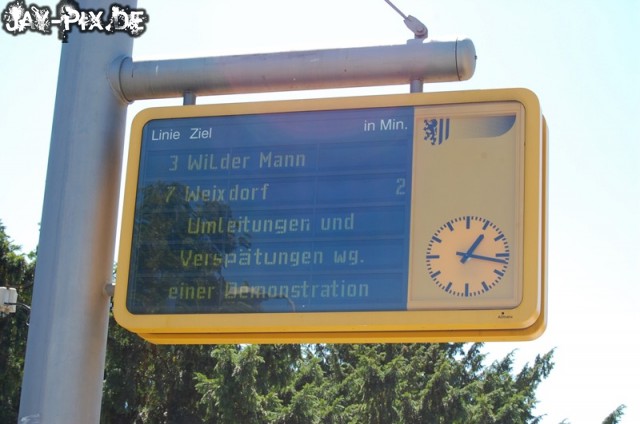 JAY-PIX.DE
Linie Ziel in Min.
3 Wilder Mann
7 Weixdorf 2
Umleitungen und
Verspätungen wg.
einer Demonstration